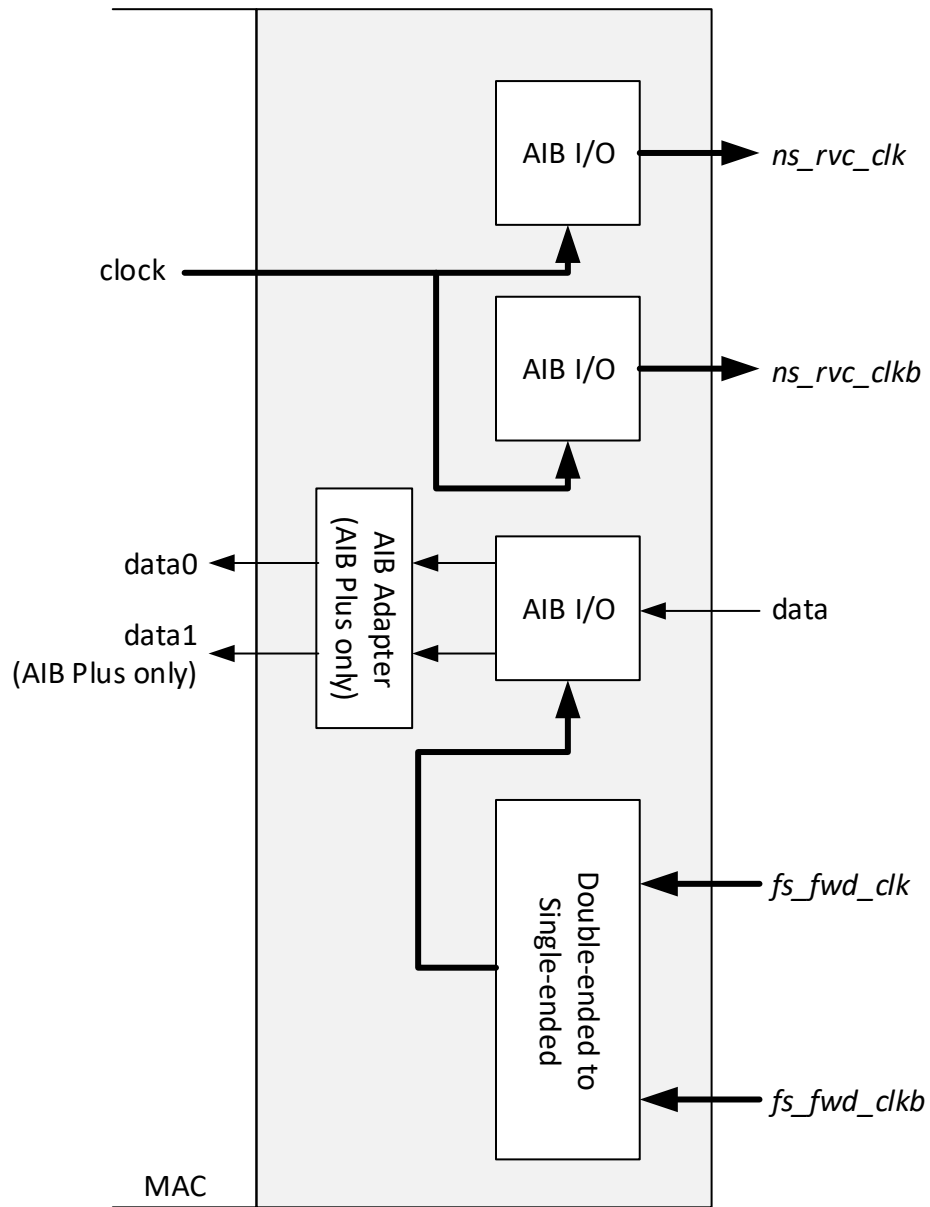 AIB I/O
ns_rvc_clk
clock
AIB I/O
ns_rvc_clkb
data0
data1
(AIB Plus only)
AIB Adapter
(AIB Plus only)
AIB I/O
data
Double-ended to
Single-ended
fs_fwd_clk
fs_fwd_clkb
MAC